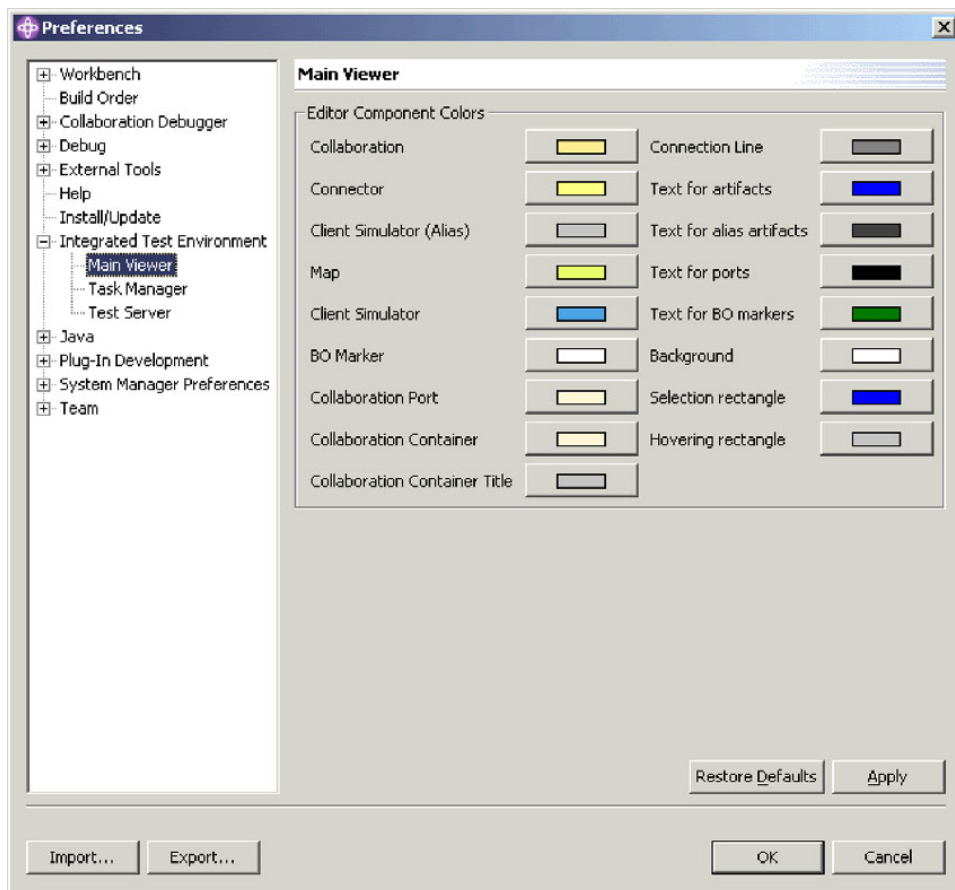 Preferences
Workbench
Build Order
Collaboration Debugger
Debug
External Tools
Help
Install/Update
Integrated Test Environment
Main Viewer
Task Manager
Test Server
Java
Plug-In Development
System Manager Preferences
Team
Main Viewer
Editor Component Colors
Collaboration
Connector
Client Simulator (Alias)
Map
Client Simulator
BO Marker
Collaboration Port
Collaboration Container
Collaboration Container Title
Connection Line
Text for artifacts
Text for alias artifacts
Text for ports
Text for BO markers
Background
Selection rectangle
Hovering rectangle
Restore Defaults
Apply
Import...
Export...
OK
Cancel